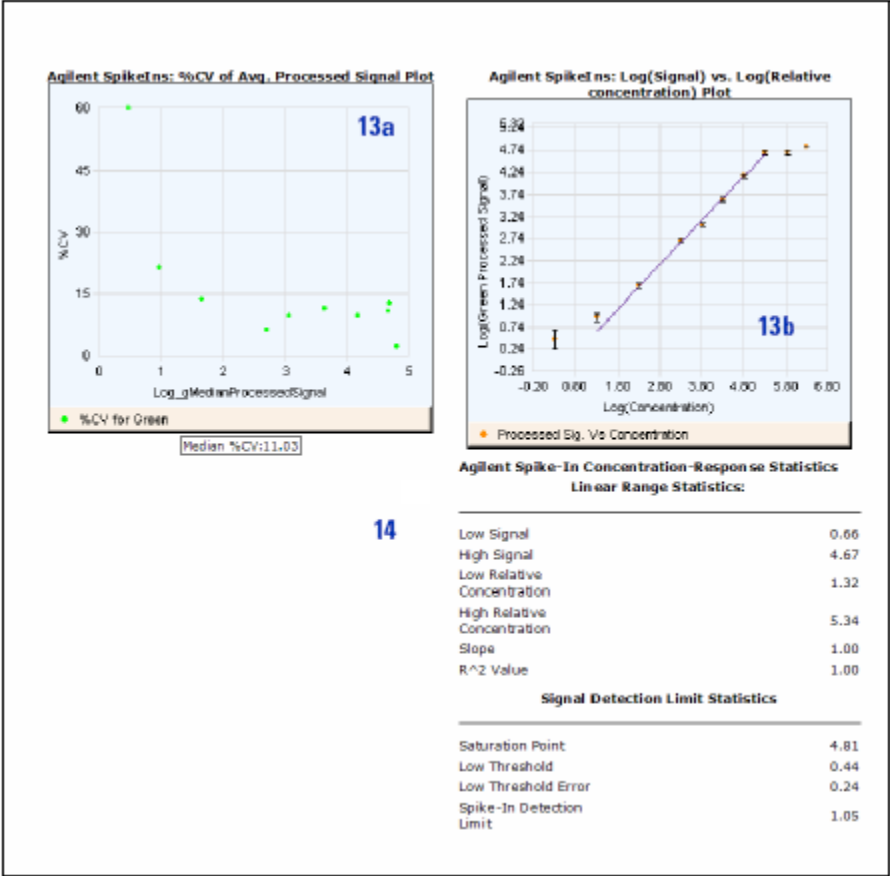 Agilent SpikeIns: %CV of Avg. Processed Signal Plot
60
45
30
15
0
%CV
0 1 2 3 4 5
Log_gMedianProcessedSignal
%CV for Green
Median %CV:11.03
13a
Agilent SpikeIns: Log(Signal) vs. Log(Relative
concentration) Plot
5.24
4.74
4.24
3.74
3.24
2.74
2.24
1.74
1.24
0.74
0.24
-0.26
Log(Green Processed Signal)
-0.20 0.80 1.80 2.80 3.80 4.80 5.80 6.80
Log(Concentration)
Processed Sig. Vs Concentration
13b
14
Agilent Spike-In Concentration-Response Statistics
Linear Range Statistics:
Low Signal 0.66
High Signal 4.67
Low Relative
Concentration 1.32
High Relative
Concentration 5.34
Slope 1.00
R^2 Value 1.00
Signal Detection Limit Statistics
Saturation Point 4.81
Low Threshold 0.44
Low Threshold Error 0.24
Spike-In Detection
Limit 1.05